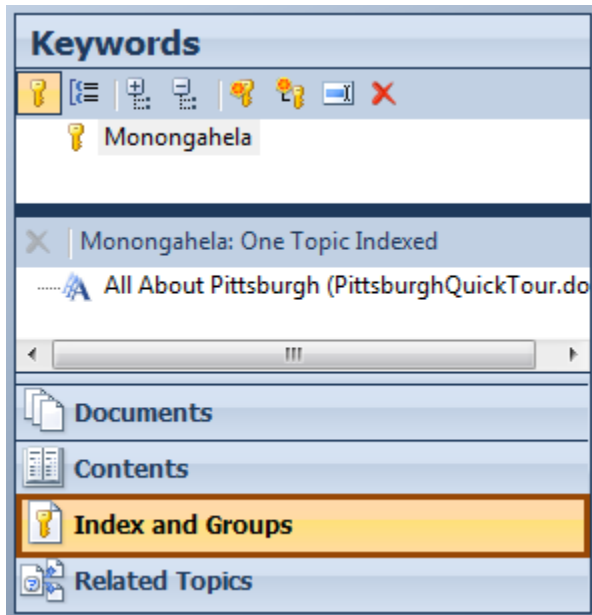 Keywords
Monongahela
Monongahela: One Topic Indexed
All About Pittsburgh (PittsburghQuickTour.do
Documents
Contents
Index and Groups
Related Topics